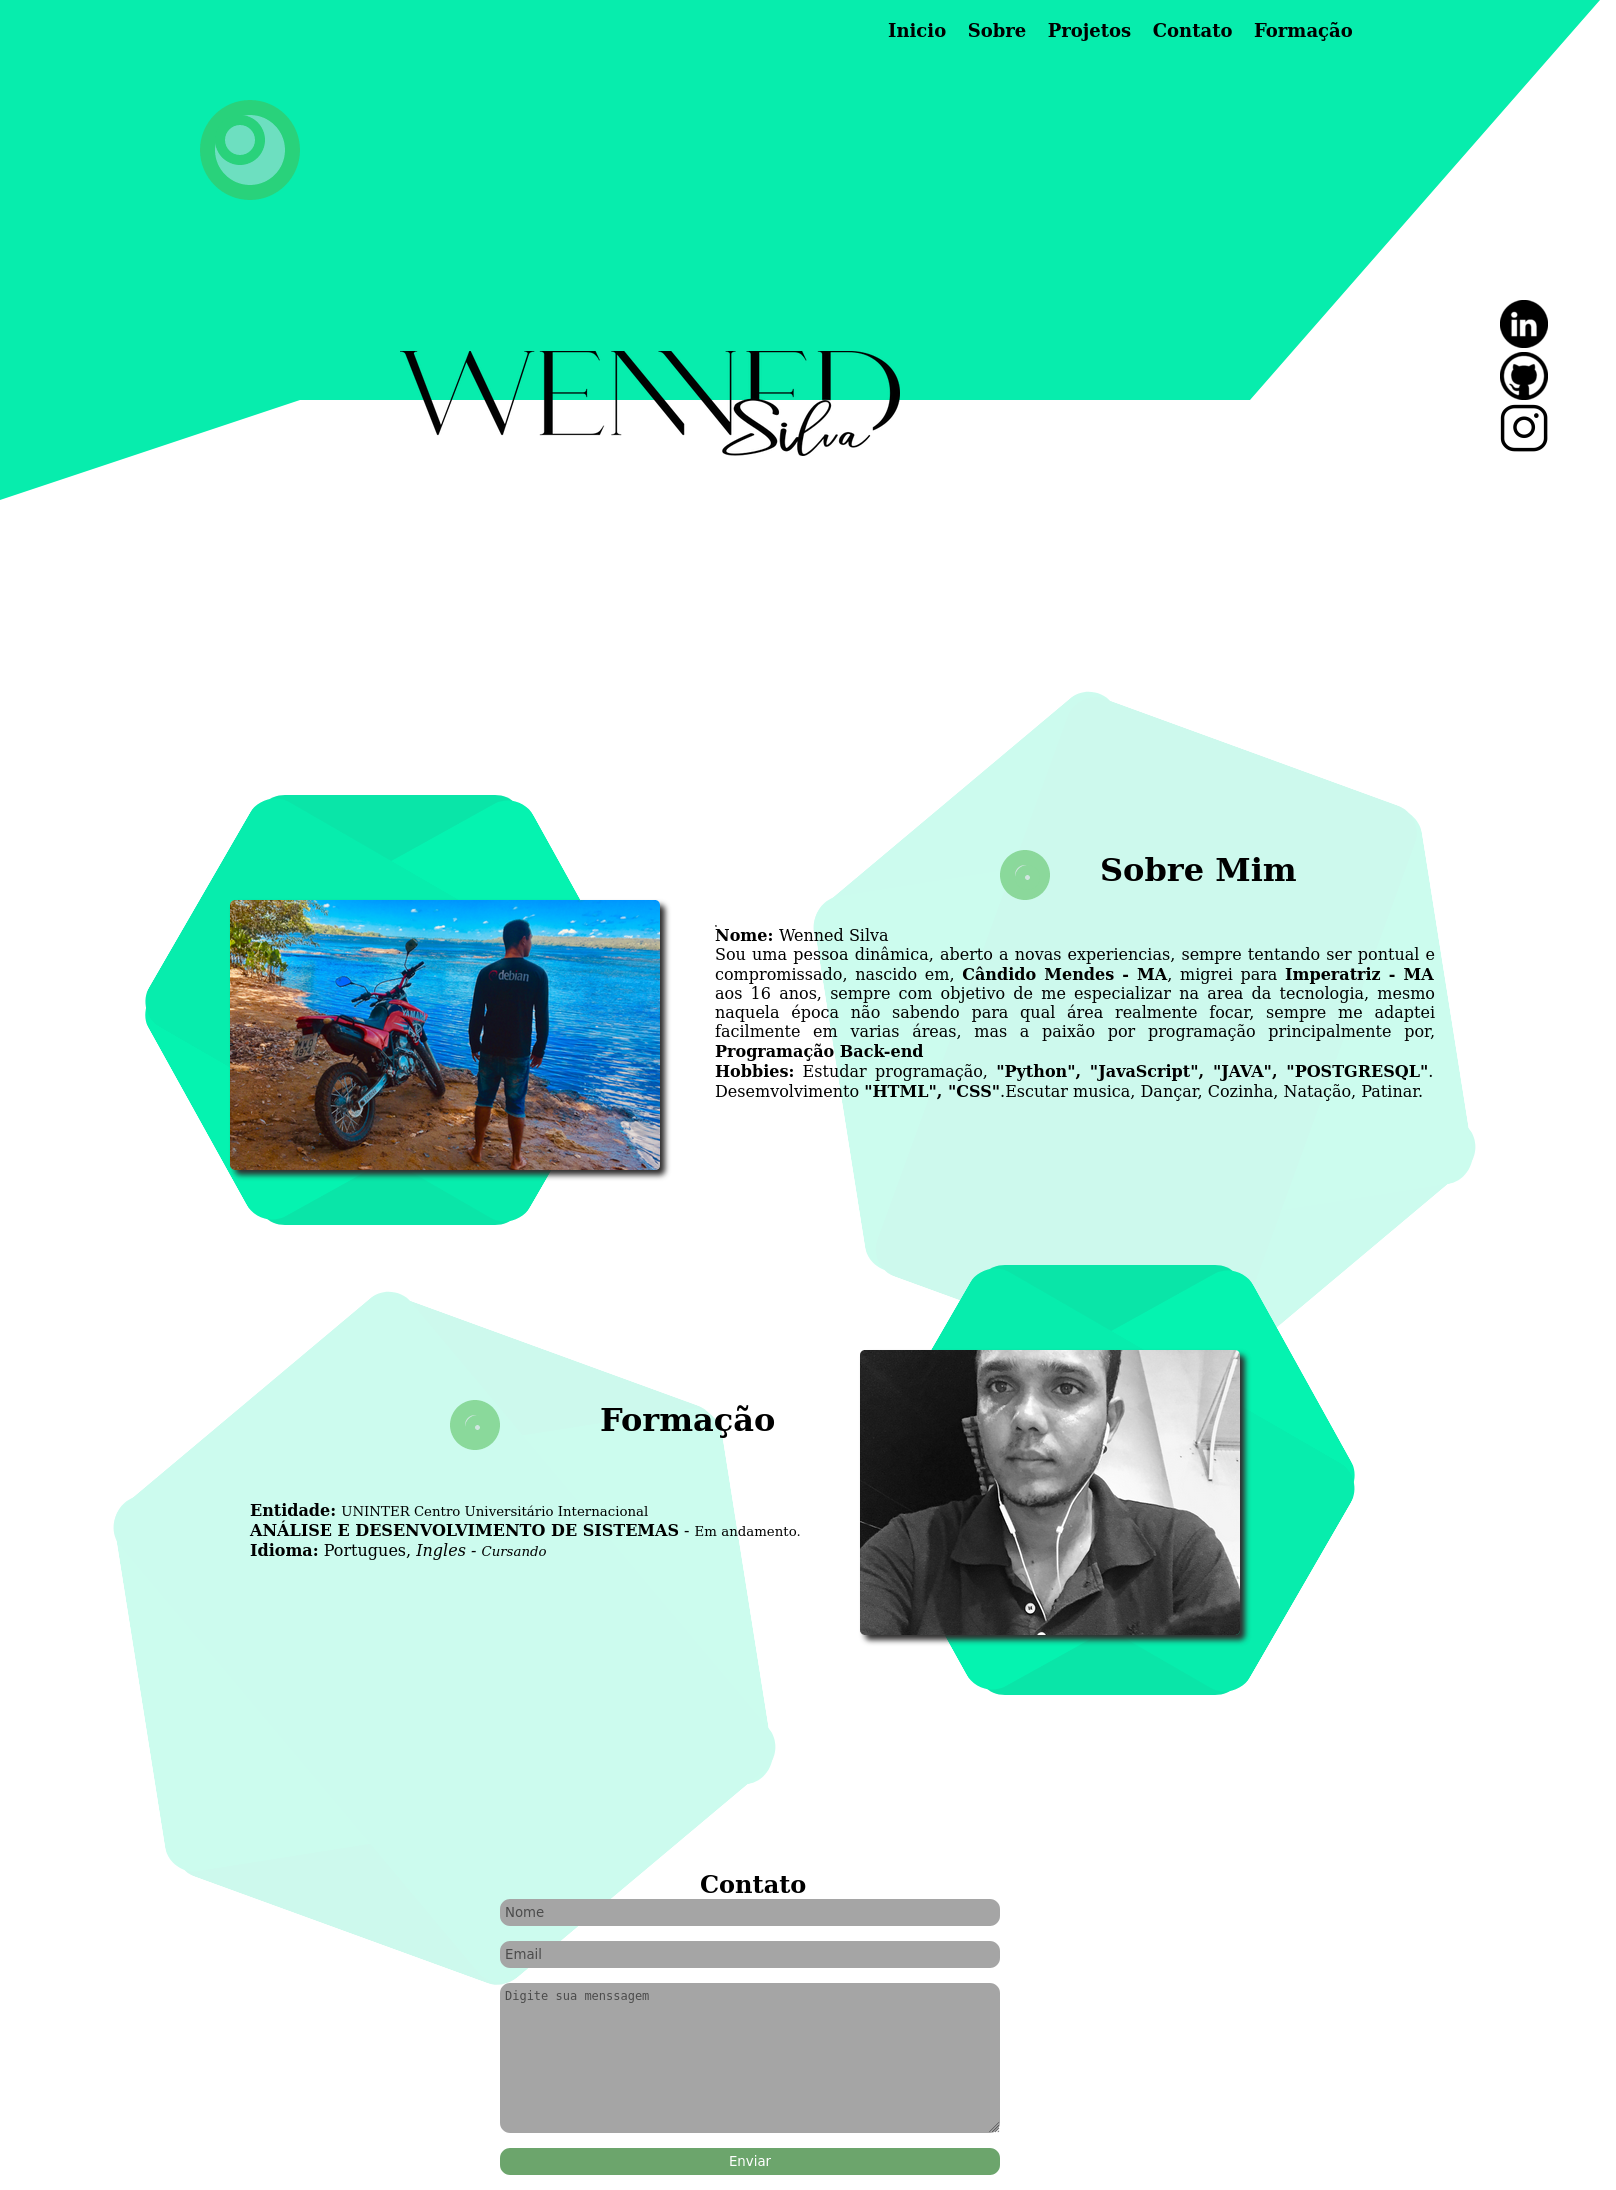 Inicio Sobre Projetos Contato Formação
WENNED
Silva
Sobre Mim
debian
YAMAHA
Nome: Wenned Silva
Sou uma pessoa dinâmica, aberto a novas experiencias, sempre tentando ser pontual e
compromissado, nascido em, Cândido Mendes - MA, migrei para Imperatriz - MA
aos 16 anos, sempre com objetivo de me especializar na area da tecnologia, mesmo
naquela época não sabendo para qual área realmente focar, sempre me adaptei
facilmente em varias áreas, mas a paixão por programação principalmente por,
Programação Back-end
Hobbies: Estudar programação, "Python", "JavaScript", "JAVA", "POSTGRESQL".
Desemvolvimento "HTML", "CSS".Escutar musica, Dançar, Cozinha, Natação, Patinar.
Formação
Entidade: UNINTER Centro Universitário Internacional
ANÁLISE E DESENVOLVIMENTO DE SISTEMAS - Em andamento.
Idioma: Portugues, Ingles - Cursando
Contato
Nome
Email
Digite sua menssagem
Enviar